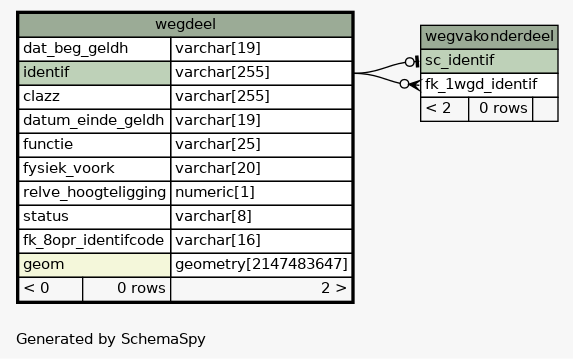 wegdeel
dat_beg_geldh varchar[19]
identif varchar[255]
clazz varchar[255]
datum_einde_geldh varchar[19]
functie varchar[25]
fysiek_voork varchar[20]
relve_hoogteligging numeric[1]
status varchar[8]
fk_8opr_identifcode varchar[16]
geom geometry[2147483647]
< 0 0 rows 2 >
wegvakonderdeel
sc_identif
fk_1wgd_identif
< 2 0 rows
Generated by SchemaSpy